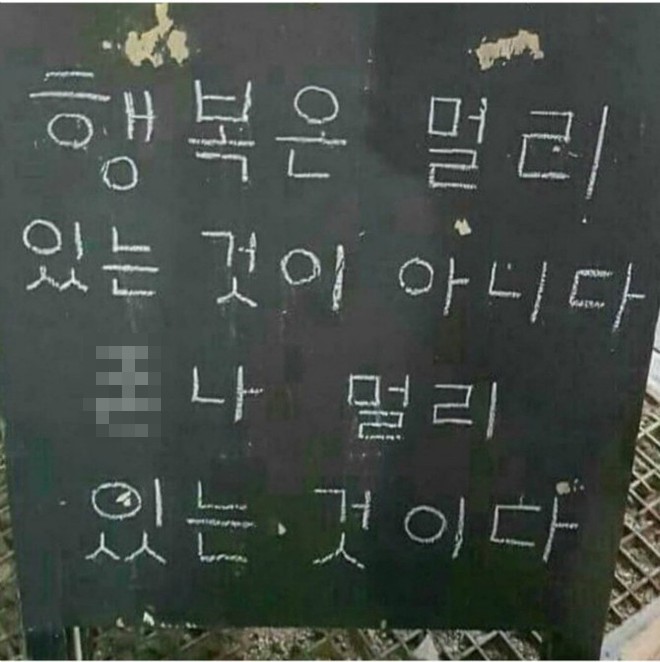 행복은 멀리
있는 것이 아니다
나 멀리
있는 것이다